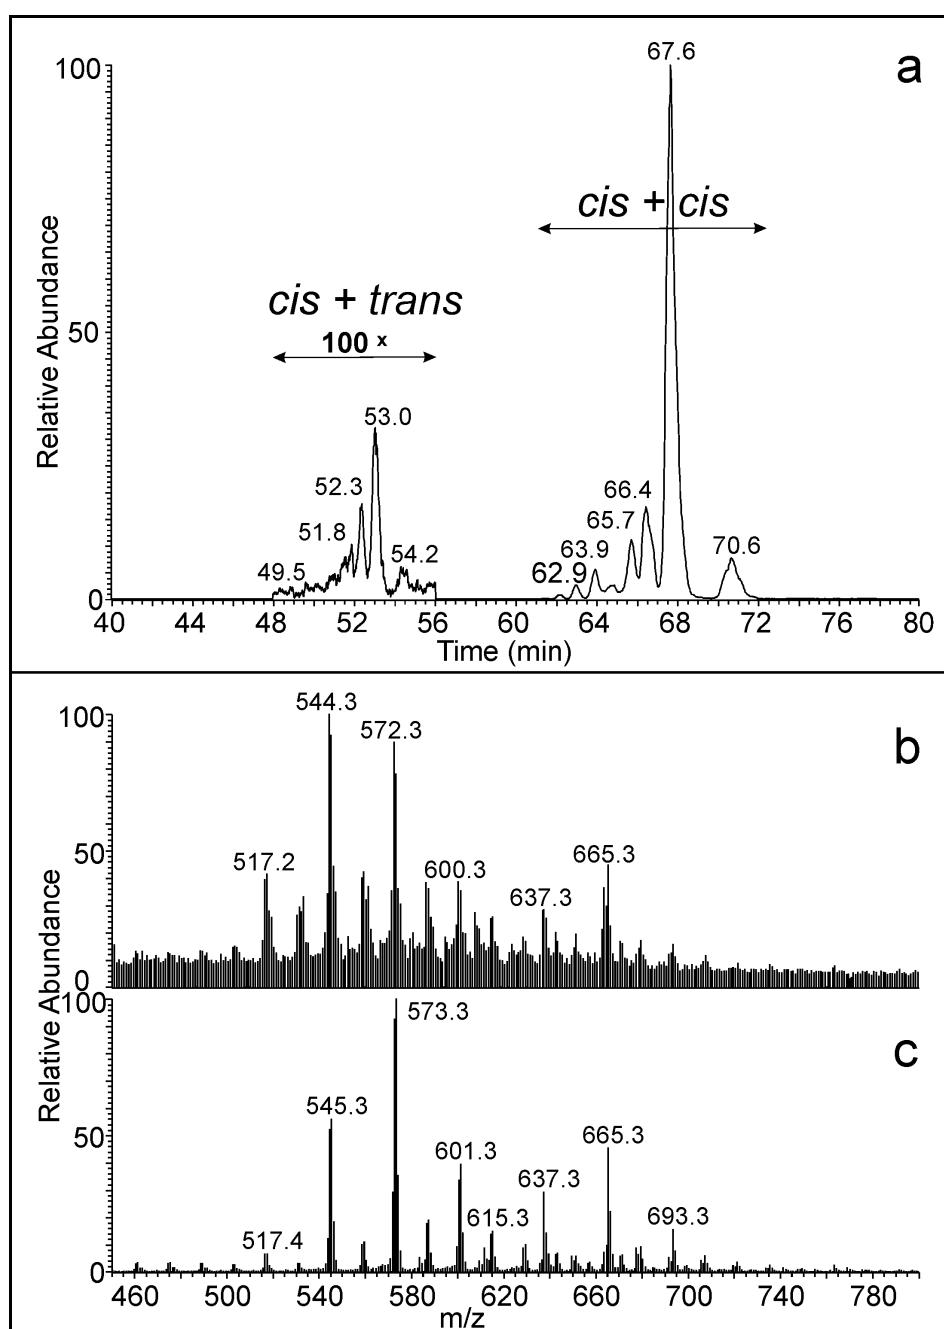 a
67.6
100
cis + cis
cis + trans
100 x
50
53.0
52.3
51.8
49.5
54.2
66.4
65.7
63.9
62.9
70.6
0
Relative Abundance
40 44 48 52 56 60 64 68 72 76 80
Time (min)
b
544.3
100
572.3
50
517.2
600.3
637.3
665.3
0
Relative Abundance
c
100
573.3
545.3
50
601.3
665.3
637.3
615.3
693.3
517.4
0
460 500 540 580 620 660 700 740 780
m/z